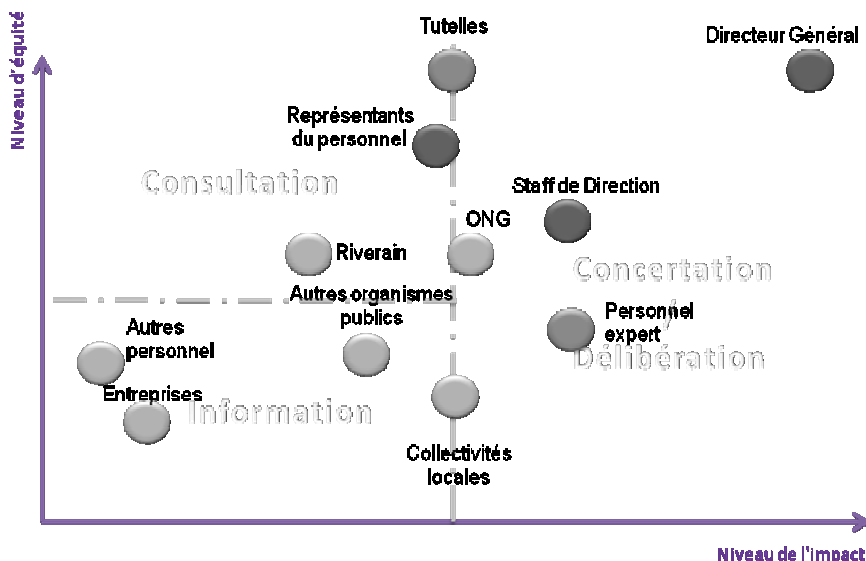 Niveau d'équité
Tutelles
Directeur Général
Représentants
du personnel
Consultation
Staff de Direction
ONG
Riverain
Concertation
/
Délibération
Autres organismes
publics
Personnel
expert
Autres
personnel
Entreprises
Information
Collectivités
locales
Niveau de l'impact